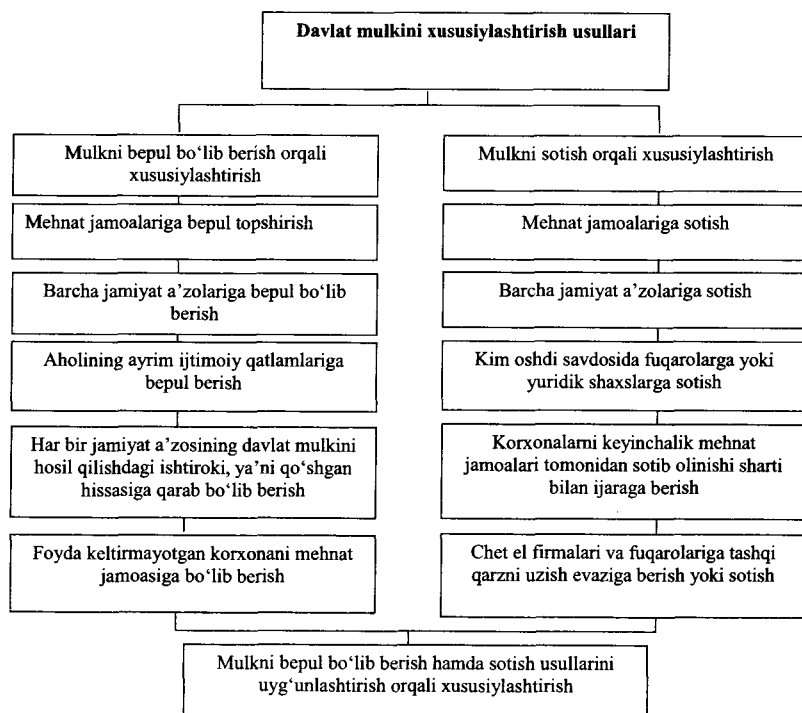 Davlat mulkini xususiylashtirish usullari
Mulkni bepul bo‘lib berish orqali
xususiylashtirish
Mehnat jamoalariga bepul topshirish
Barcha jamiyat a’zolariga bepul bo‘lib
berish
Aholining ayrim ijtimoiy qatlamlariga
bepul berish
Har bir jamiyat a’zosining davlat mulkini
hosil qilishdagi ishtiroki, ya’ni qo‘shgan
hissasiga qarab bo‘lib berish
Foyda keltirmayotgan korxonani mehnat
jamoasiga bo‘lib berish
Mulkni sotish orqali xususiylashtirish
Mehnat jamoalariga sotish
Barcha jamiyat a’zolariga sotish
Kim oshdi savdosida fuqarolarga yoki
yuridik shaxslarga sotish
Korxonalarni keyinchalik mehnat
jamoalari tomonidan sotib olinishi sharti
bilan ijaraga berish
Chet el firmalari va fuqarolariga tashqi
qarzni uzish evaziga berish yoki sotish
Mulkni bepul bo‘lib berish hamda sotish usullarini
uyg‘unlashtirish orqali xususiylashtirish